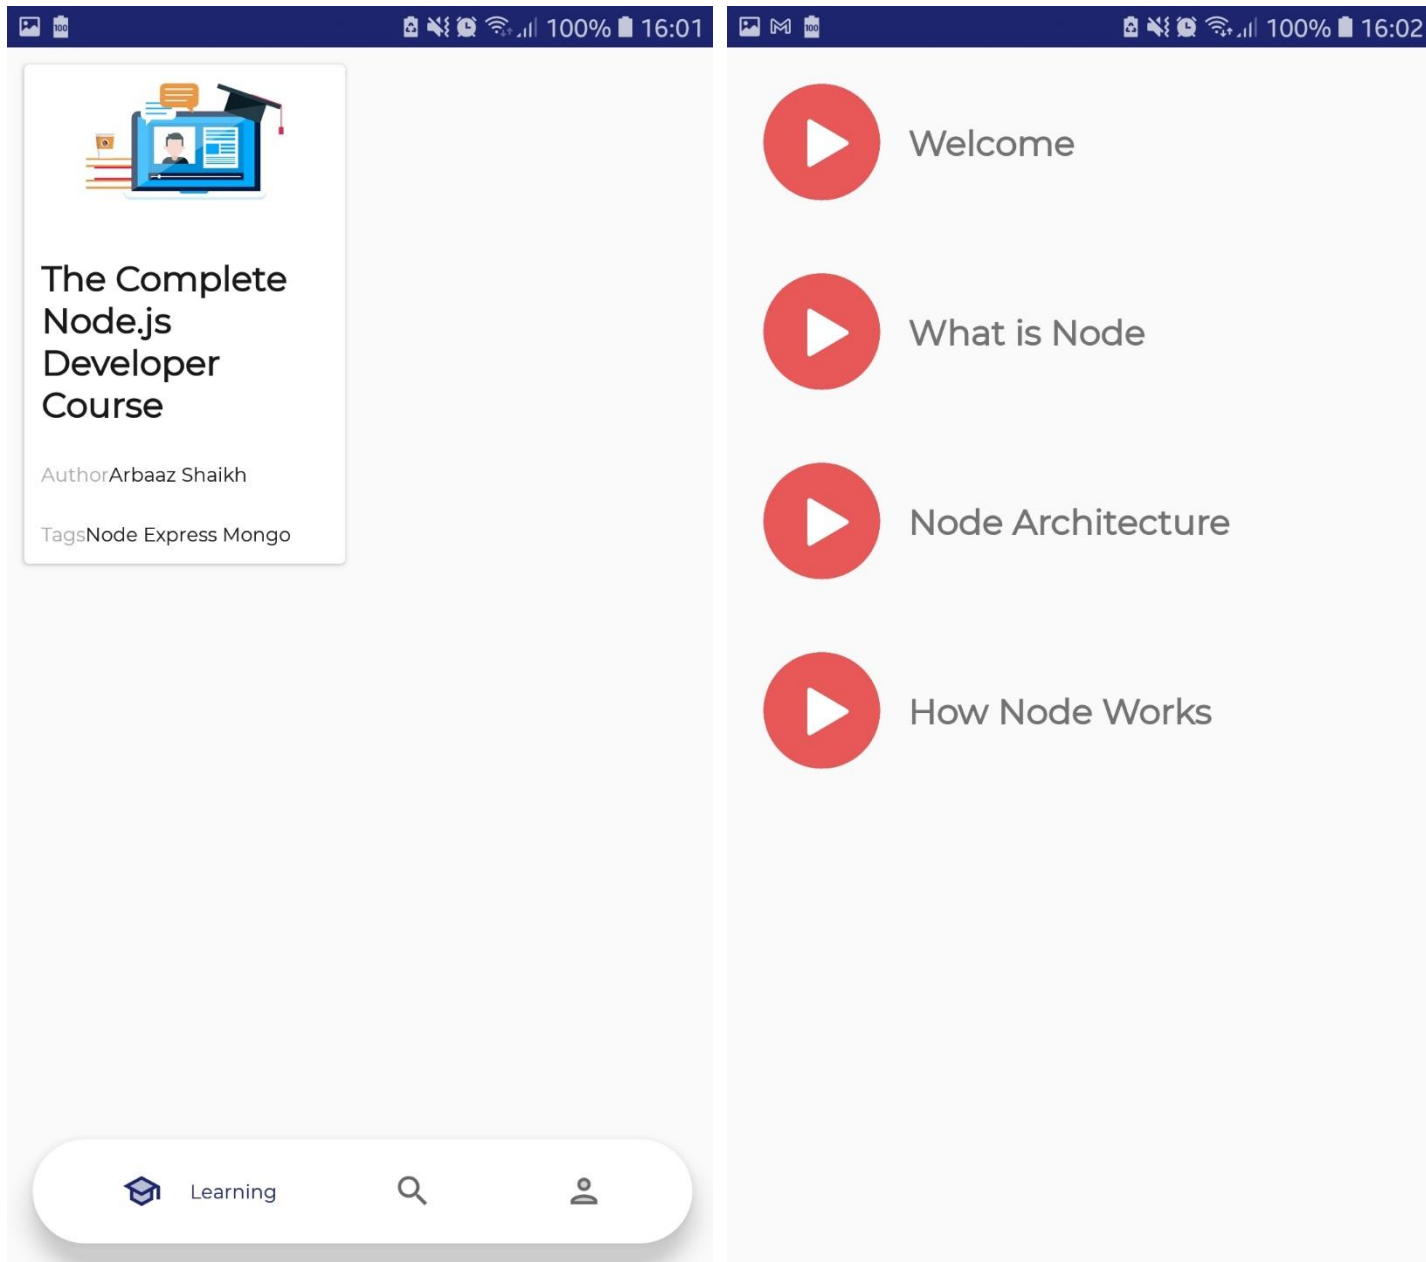 100% 16:01
The Complete
Node.js
Developer
Course
AuthorArbaaz Shaikh
TagsNode Express Mongo
Learning
100% 16:02
Welcome
What is Node
Node Architecture
How Node Works